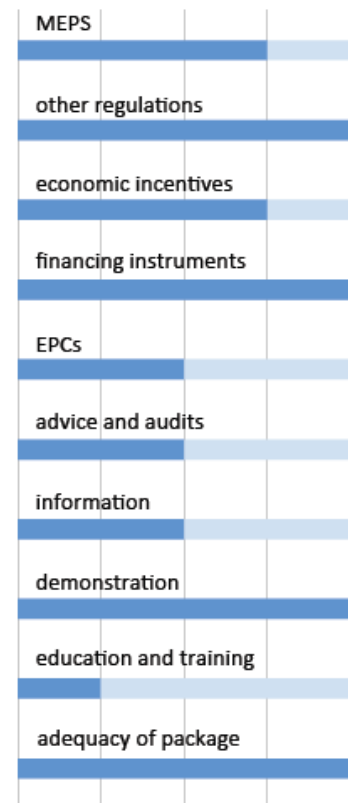 MEPS
other regulations
economic incentives
financing instruments
EPCs
advice and audits
information
demonstration
education and training
adequacy of package